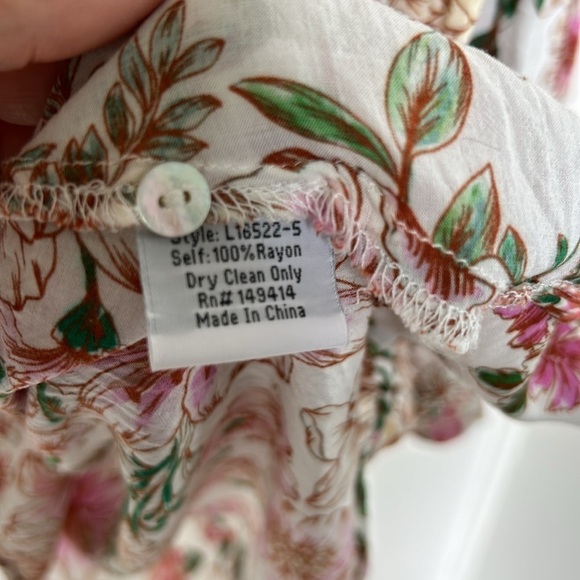 Style: L16522-5
Self:100%Rayon
Dry Clean Only
Rn# 149414
Made In China